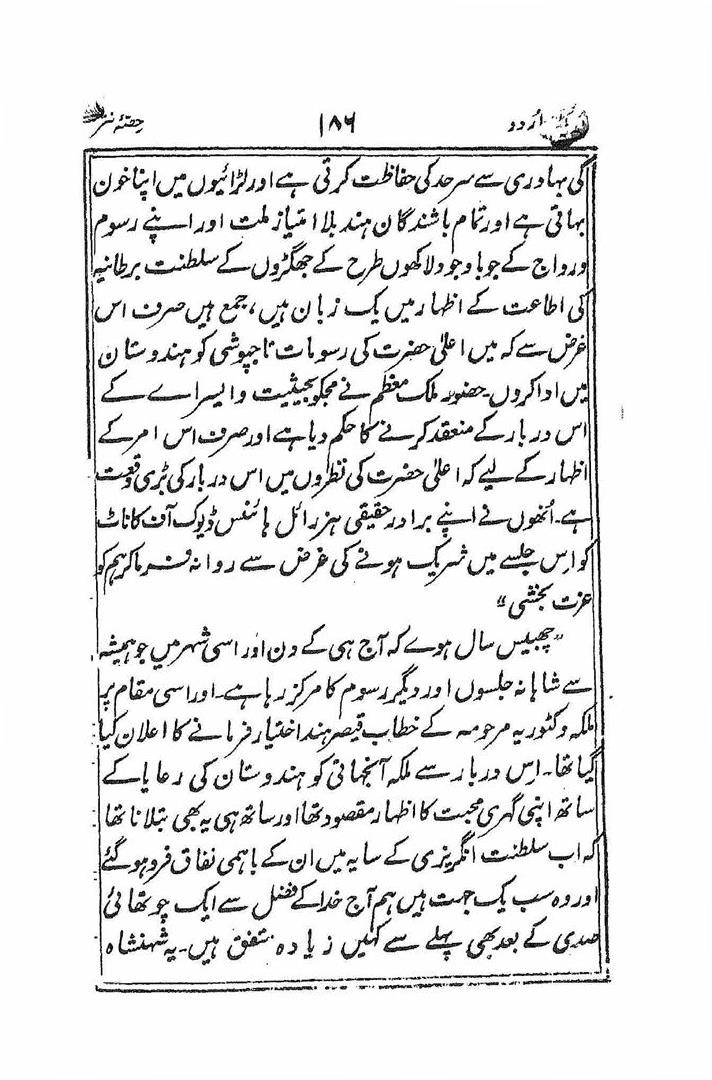 اُردو ۱۸۶ حصّۂ نثر
کی بہادری سے سرحد کی حفاظت کرتی ہے اور لڑائیوں میں اپنا خون
بہاتی ہے اور تمام باشندگان ہند بلا امتیاز ملت اور اپنے رسوم
و رواج کے جو باوجود لاکھوں طرح کے جھگڑوں کے سلطنت برطانیہ
کی اطاعت کے اظہار میں یک زبان ہیں، جمع ہیں صرف اس
غرض سے کہ میں اعلیٰ حضرت کی رسومات تاجپوشی کو ہندوستان
میں ادا کروں۔ حضور ملک معظم نے مجکو بحیثیت وایسراے کے
اس دربار کے منعقد کرنے کا حکم دیا ہے اور صرف اس امر کے
اظہار کے لیے کہ اعلیٰ حضرت کی نظروں میں اس دربار کی بڑی وقعت
ہے۔ اُنھوں نے اپنے برادر حقیقی ہز رائل ہائنس ڈیوک آف کاناٹ
کو اِس جلسے میں شریک ہونے کی غرض سے روانہ فرماکر ہم کو
عزت بخشی“
”چھبیس سال ہوے کہ آج ہی کے دن اور اسی شہر میں جو ہمیشہ
سے شاہانہ جلسوں اور دیگر رسوم کا مرکز رہا ہے۔ اور اسی مقام پر
ملکہ وکٹوریہ مرحومہ کے خطاب قیصر ہند اختیار فرمانے کا اعلان کیا
گیا تھا۔ اِس دربار سے ملکہ آنجہانی کو ہندوستان کی رعایا کے
ساتھ اپنی گہری محبت کا اظہار مقصود تھا اور ساتھ ہی یہ بھی بتلانا تھا
کہ اب سلطنت انگریزی کے سایہ میں ان کے باہمی نفاق فرو ہو گئے
اور وہ سب یک جہت ہیں ہم آج خدا کے فضل سے ایک چوتھائی
صدی کے بعد بھی پہلے سے کہیں زیادہ متفق ہیں۔ یہ شہنشاہ